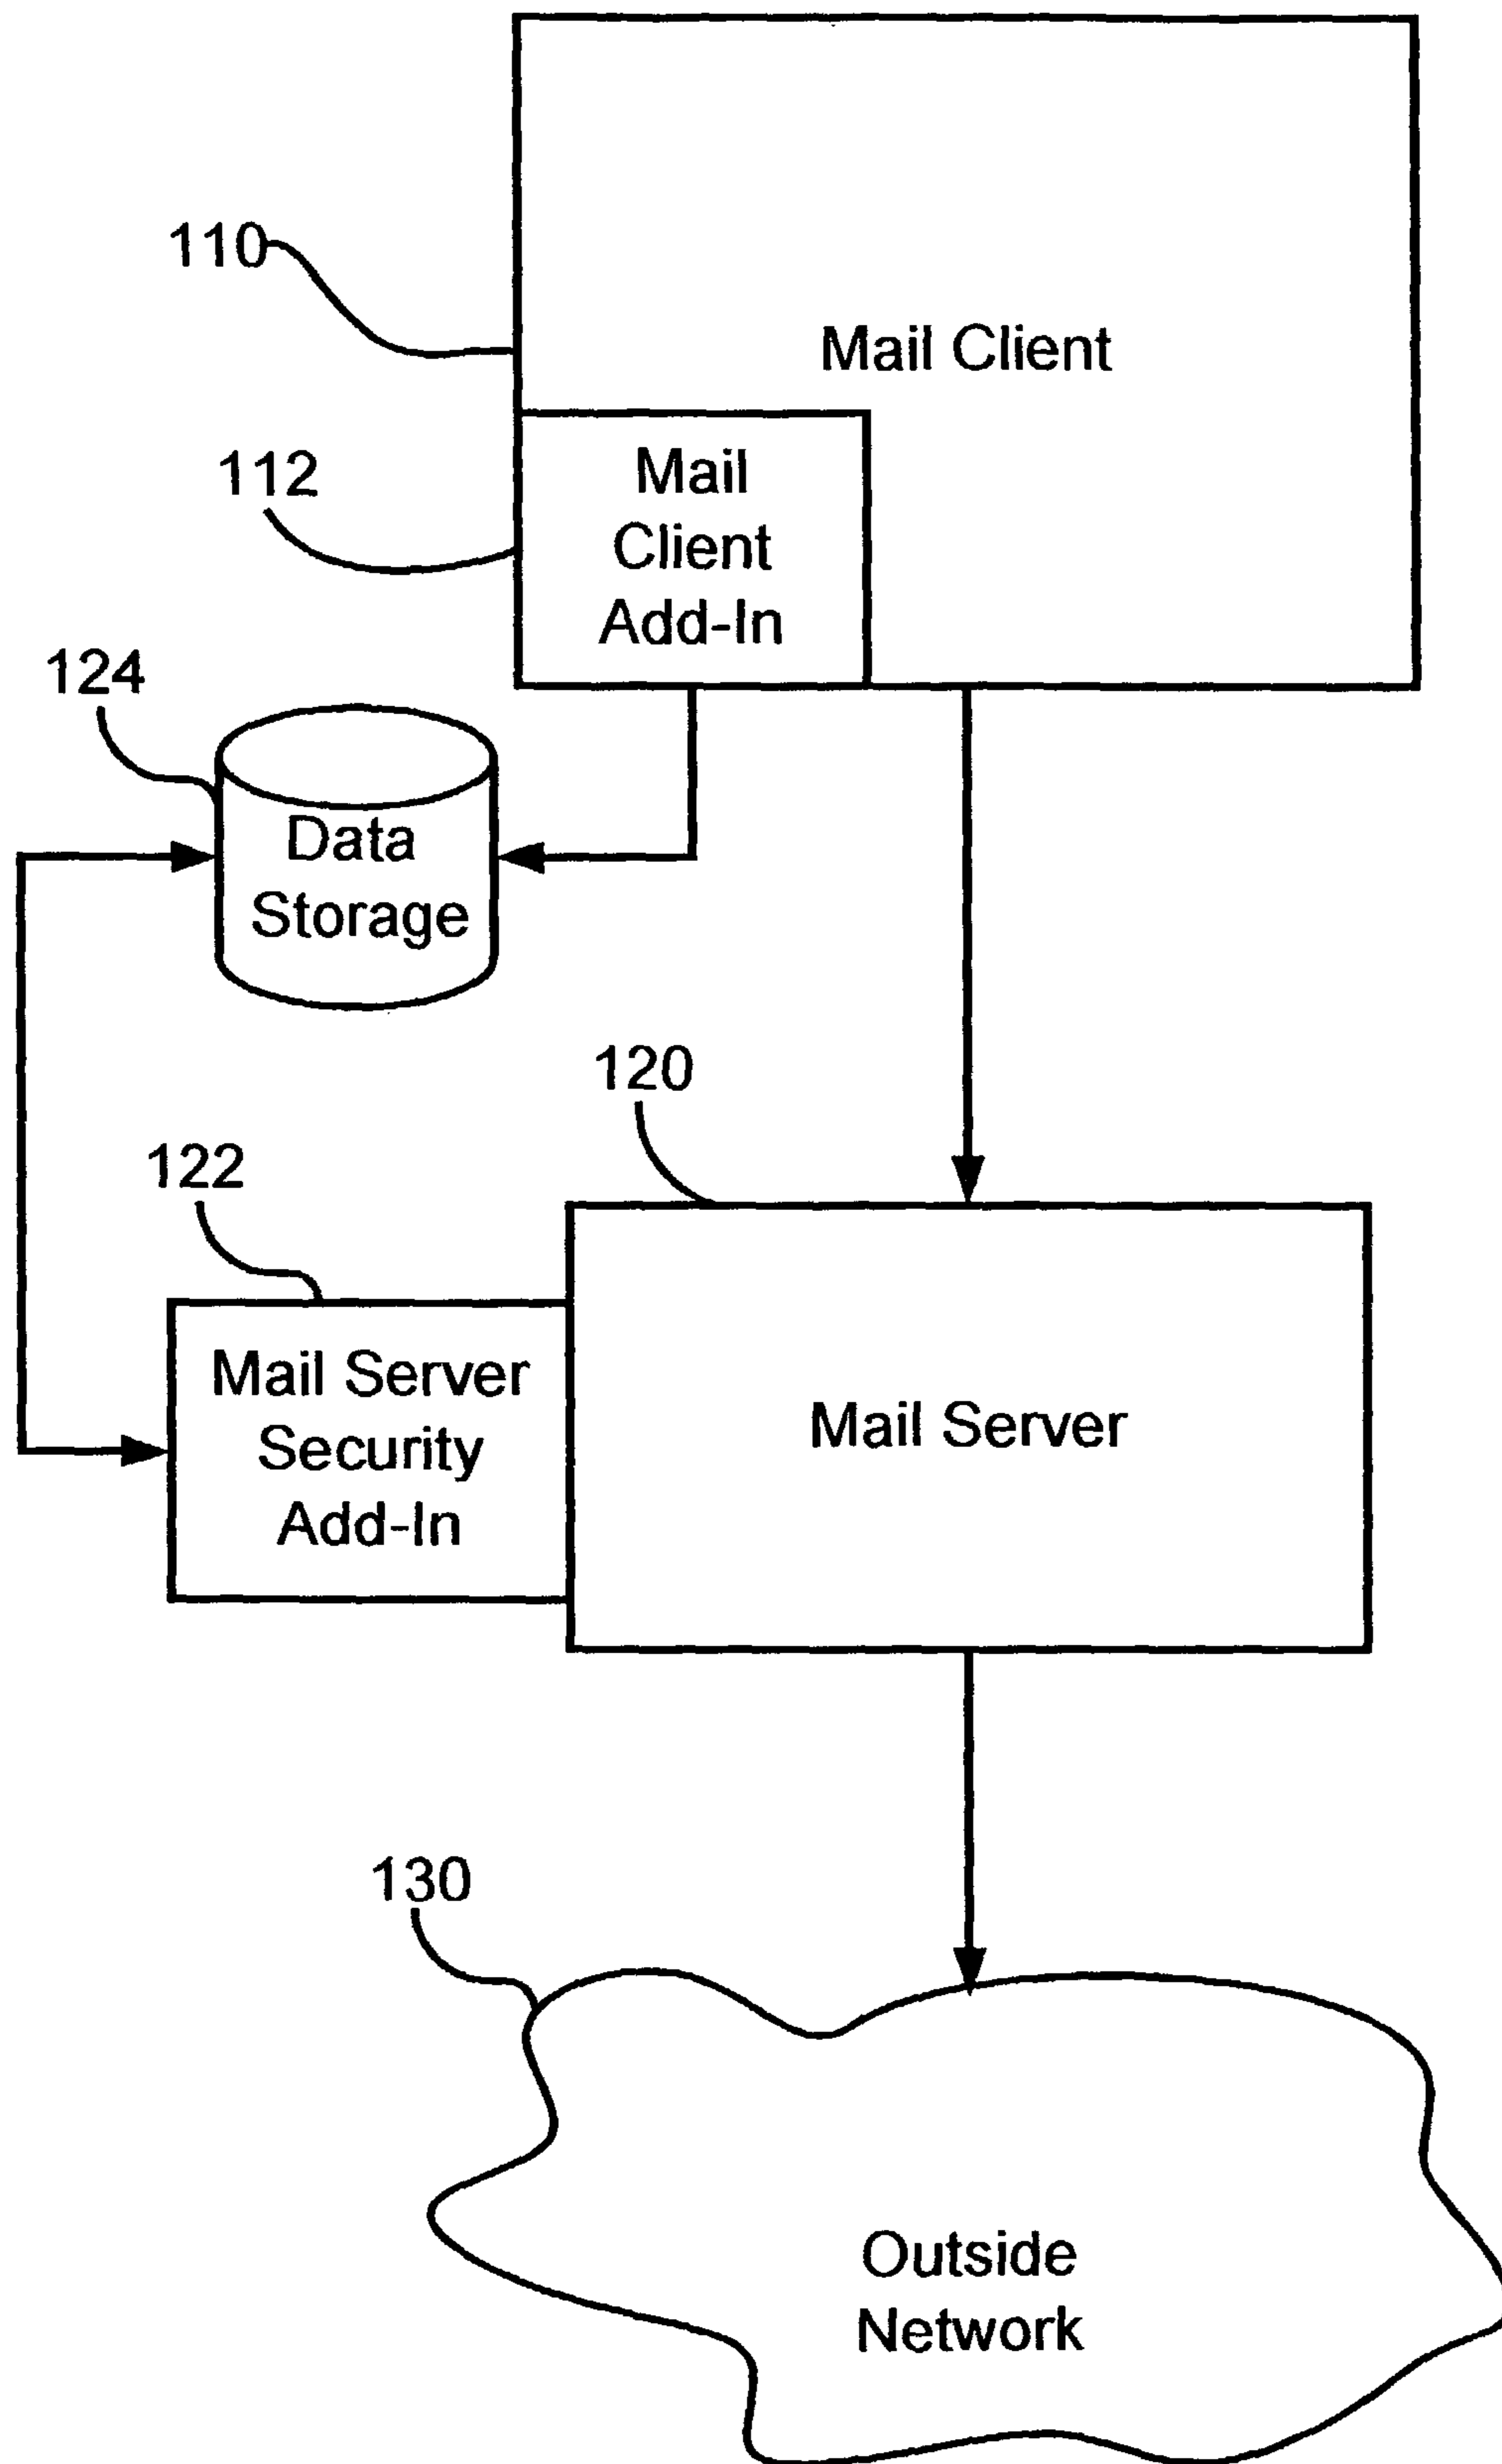 110
Mail Client
112
Mail
Client
Add-In
124
Data
Storage
120
122
Mail Server
Security
Add-In
Mail Server
130
Outside
Network